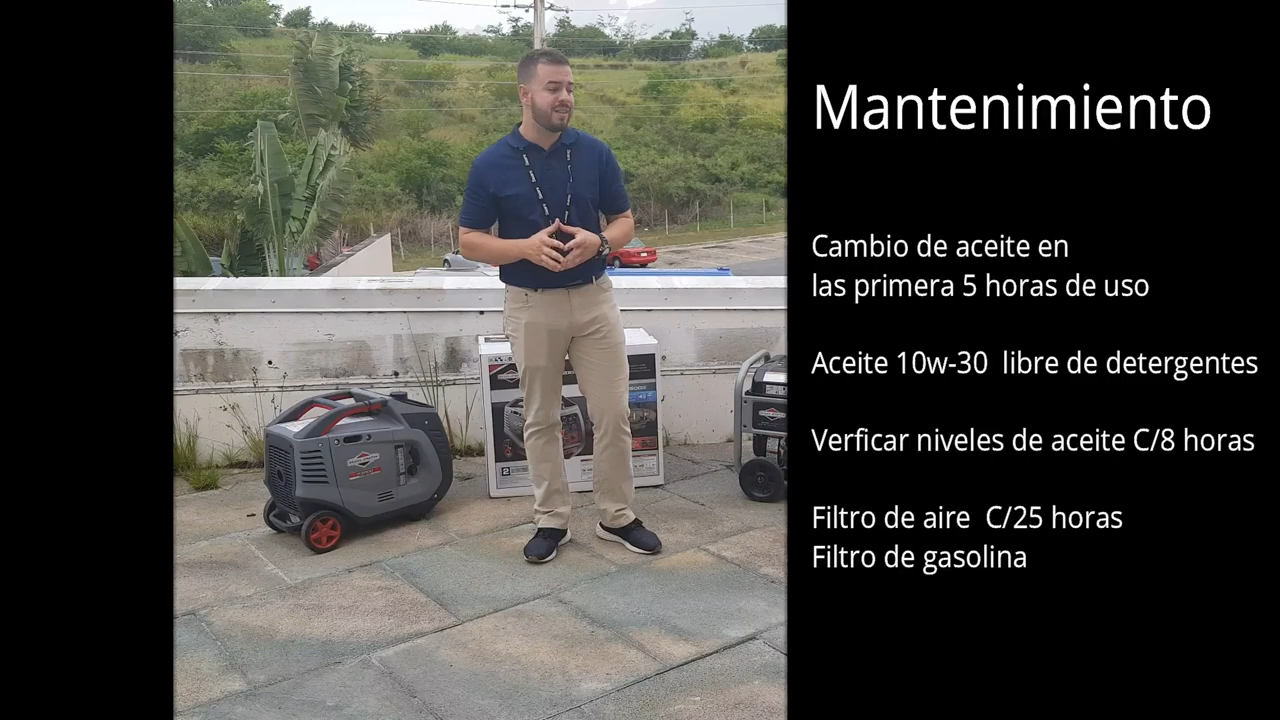 Mantenimiento
Cambio de aceite en
las primera 5 horas de uso
Aceite 10w-30  libre de detergentes
Verficar niveles de aceite C/8 horas
Filtro de aire  C/25 horas
Filtro de gasolina